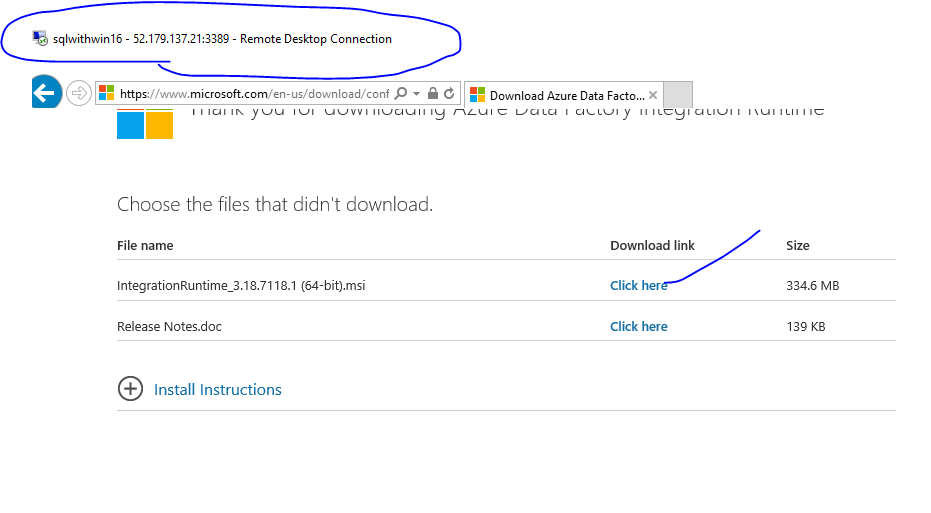 sqlwithwin16 - 52.179.137.21:3389 - Remote Desktop Connection
https://www.microsoft.com/en-us/download/conf
Download Azure Data Facto...
Thank you for downloading Azure Data Factory Integration Runtime
Choose the files that didn't download.
File name Download link Size
IntegrationRuntime_3.18.7118.1 (64-bit).msi Click here 334.6 MB
Release Notes.doc Click here 139 KB
Install Instructions